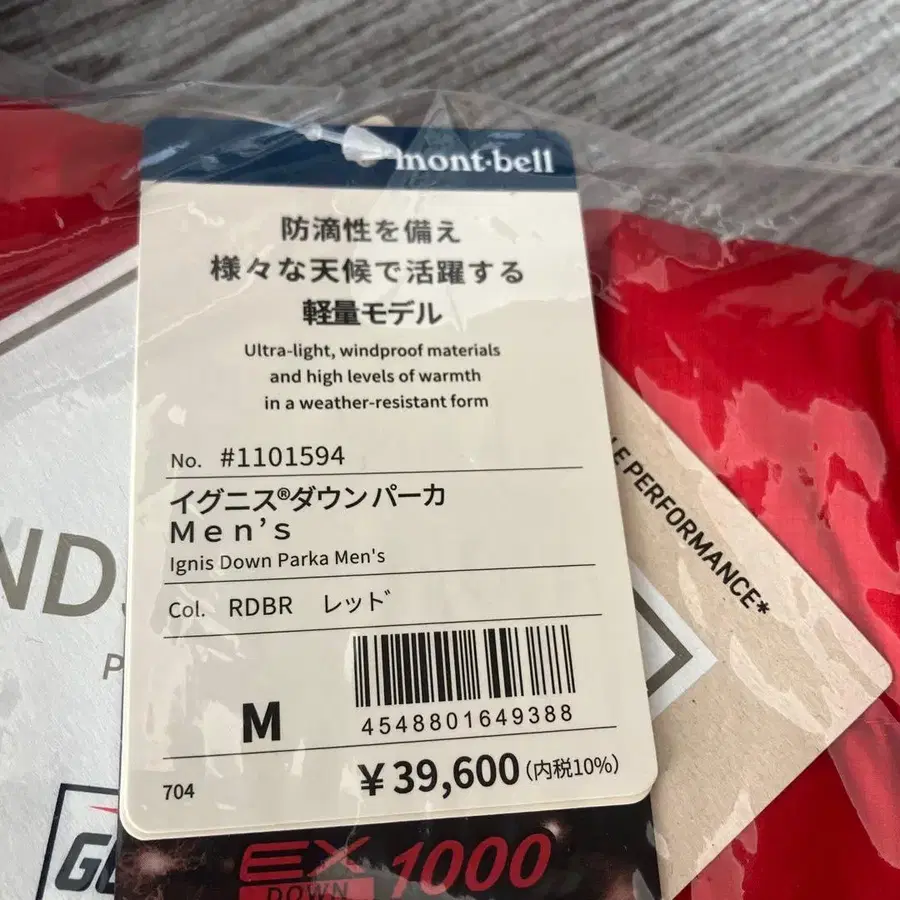 mont·bell
防滴性を備え
様々な天候で活躍する
軽量モデル
Ultra-light, windproof materials
and high levels of warmth
in a weather-resistant form
No. #1101594
イグニス®ダウン パーカ
Men's
Ignis Down Parka Men's
Col. RDBR レッド
M
4548801649388
704
¥39,600(内税10%)
EX 1000
DOWN
PERFORMANCE*